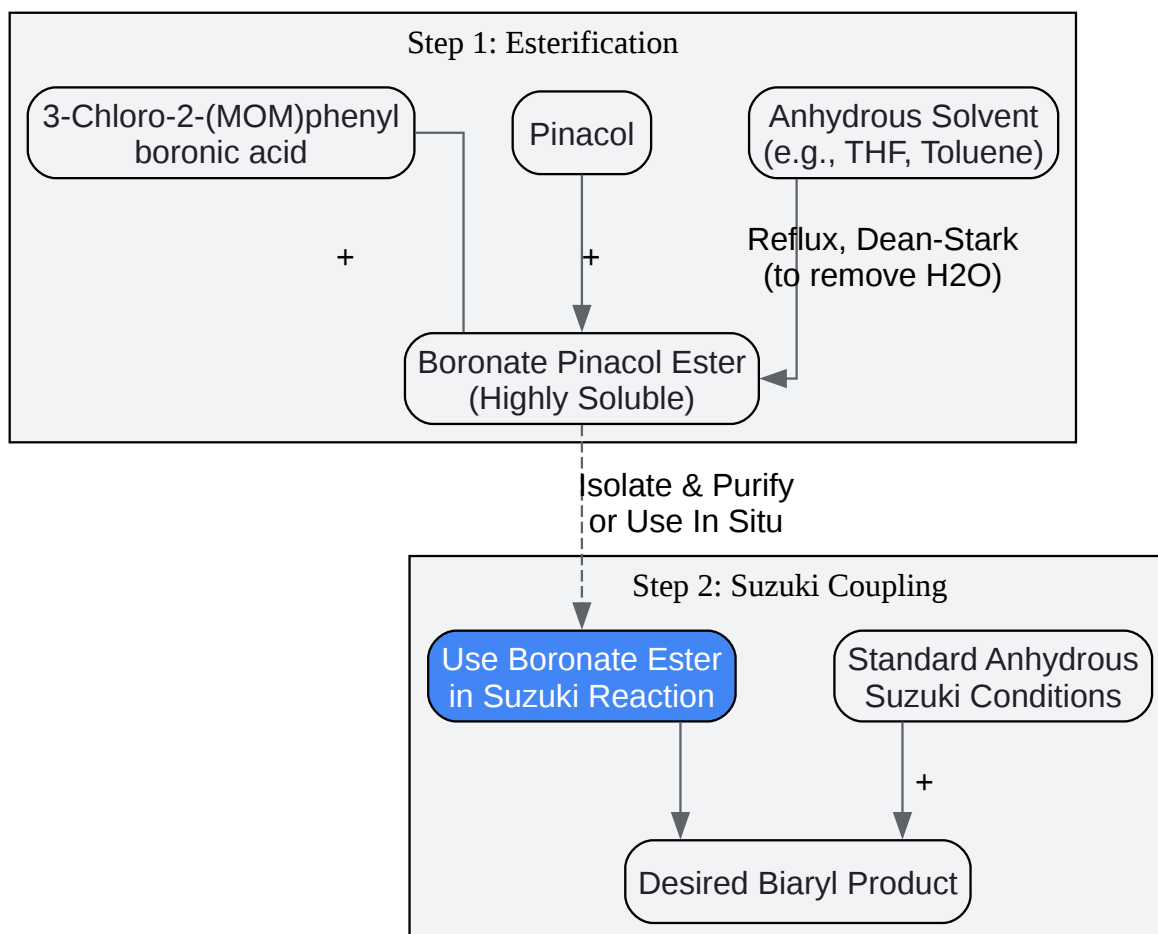 Step 1: Esterification
3-Chloro-2-(MOM)phenyl
boronic acid
Pinacol
Anhydrous Solvent
(e.g., THF, Toluene)
+
+
Reflux, Dean-Stark
(to remove H2O)
Boronate Pinacol Ester
(Highly Soluble)
Isolate & Purify
or Use In Situ
Step 2: Suzuki Coupling
Use Boronate Ester
in Suzuki Reaction
Standard Anhydrous
Suzuki Conditions
+
Desired Biaryl Product